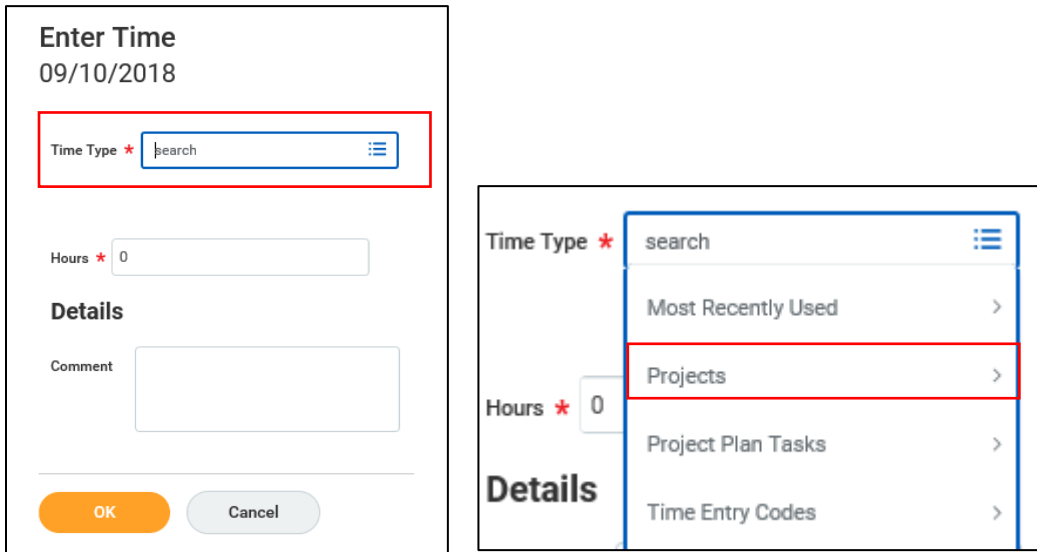 Enter Time
09/10/2018
Time Type * search
Hours * 0
Details
Comment
OK Cancel
Time Type * search
Most Recently Used
Projects
Hours * 0
Project Plan Tasks
Details
Time Entry Codes